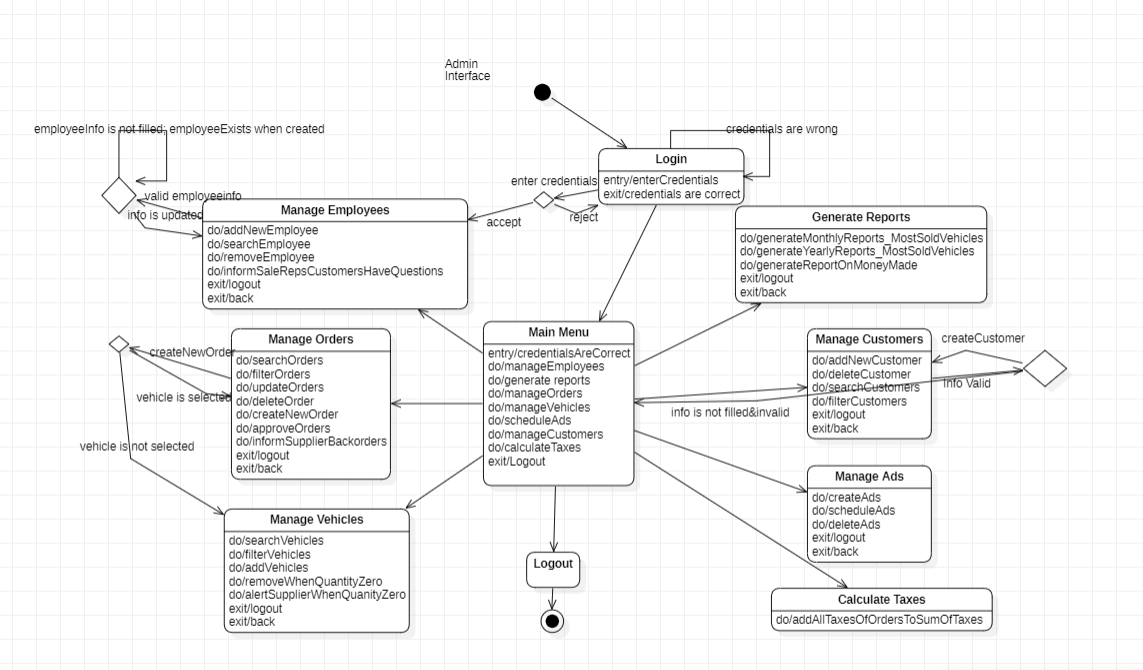 Admin
Interface
employeeInfo is not filled; employeeExists when created
credentials are wrong
Login
entry/enterCredentials
exit/credentials are correct
enter credentials
accept
reject
valid employeeinfo
info is updated
Manage Employees
do/addNewEmployee
do/searchEmployee
do/removeEmployee
do/informSaleRepsCustomersHaveQuestions
exit/logout
exit/back
Generate Reports
do/generateMonthlyReports_MostSoldVehicles
do/generateYearlyReports_MostSoldVehicles
do/generateReportOnMoneyMade
exit/logout
exit/back
Main Menu
entry/credentialsAreCorrect
do/manageEmployees
do/generate reports
do/manageOrders
do/manageVehicles
do/scheduleAds
do/manageCustomers
do/calculateTaxes
exit/Logout
Manage Orders
do/searchOrders
do/filterOrders
do/updateOrders
do/deleteOrder
do/createNewOrder
do/approveOrders
do/informSupplierBackorders
exit/logout
exit/back
createNewOrder
vehicle is selected
vehicle is not selected
Manage Customers
do/addNewCustomer
do/deleteCustomer
do/searchCustomers
do/filterCustomers
exit/logout
exit/back
createCustomer
Info Valid
info is not filled&invalid
Manage Ads
do/createAds
do/scheduleAds
do/deleteAds
exit/logout
exit/back
Manage Vehicles
do/searchVehicles
do/filterVehicles
do/addVehicles
do/removeWhenQuantityZero
do/alertSupplierWhenQuanityZero
exit/logout
exit/back
Logout
Calculate Taxes
do/addAllTaxesOfOrdersToSumOfTaxes